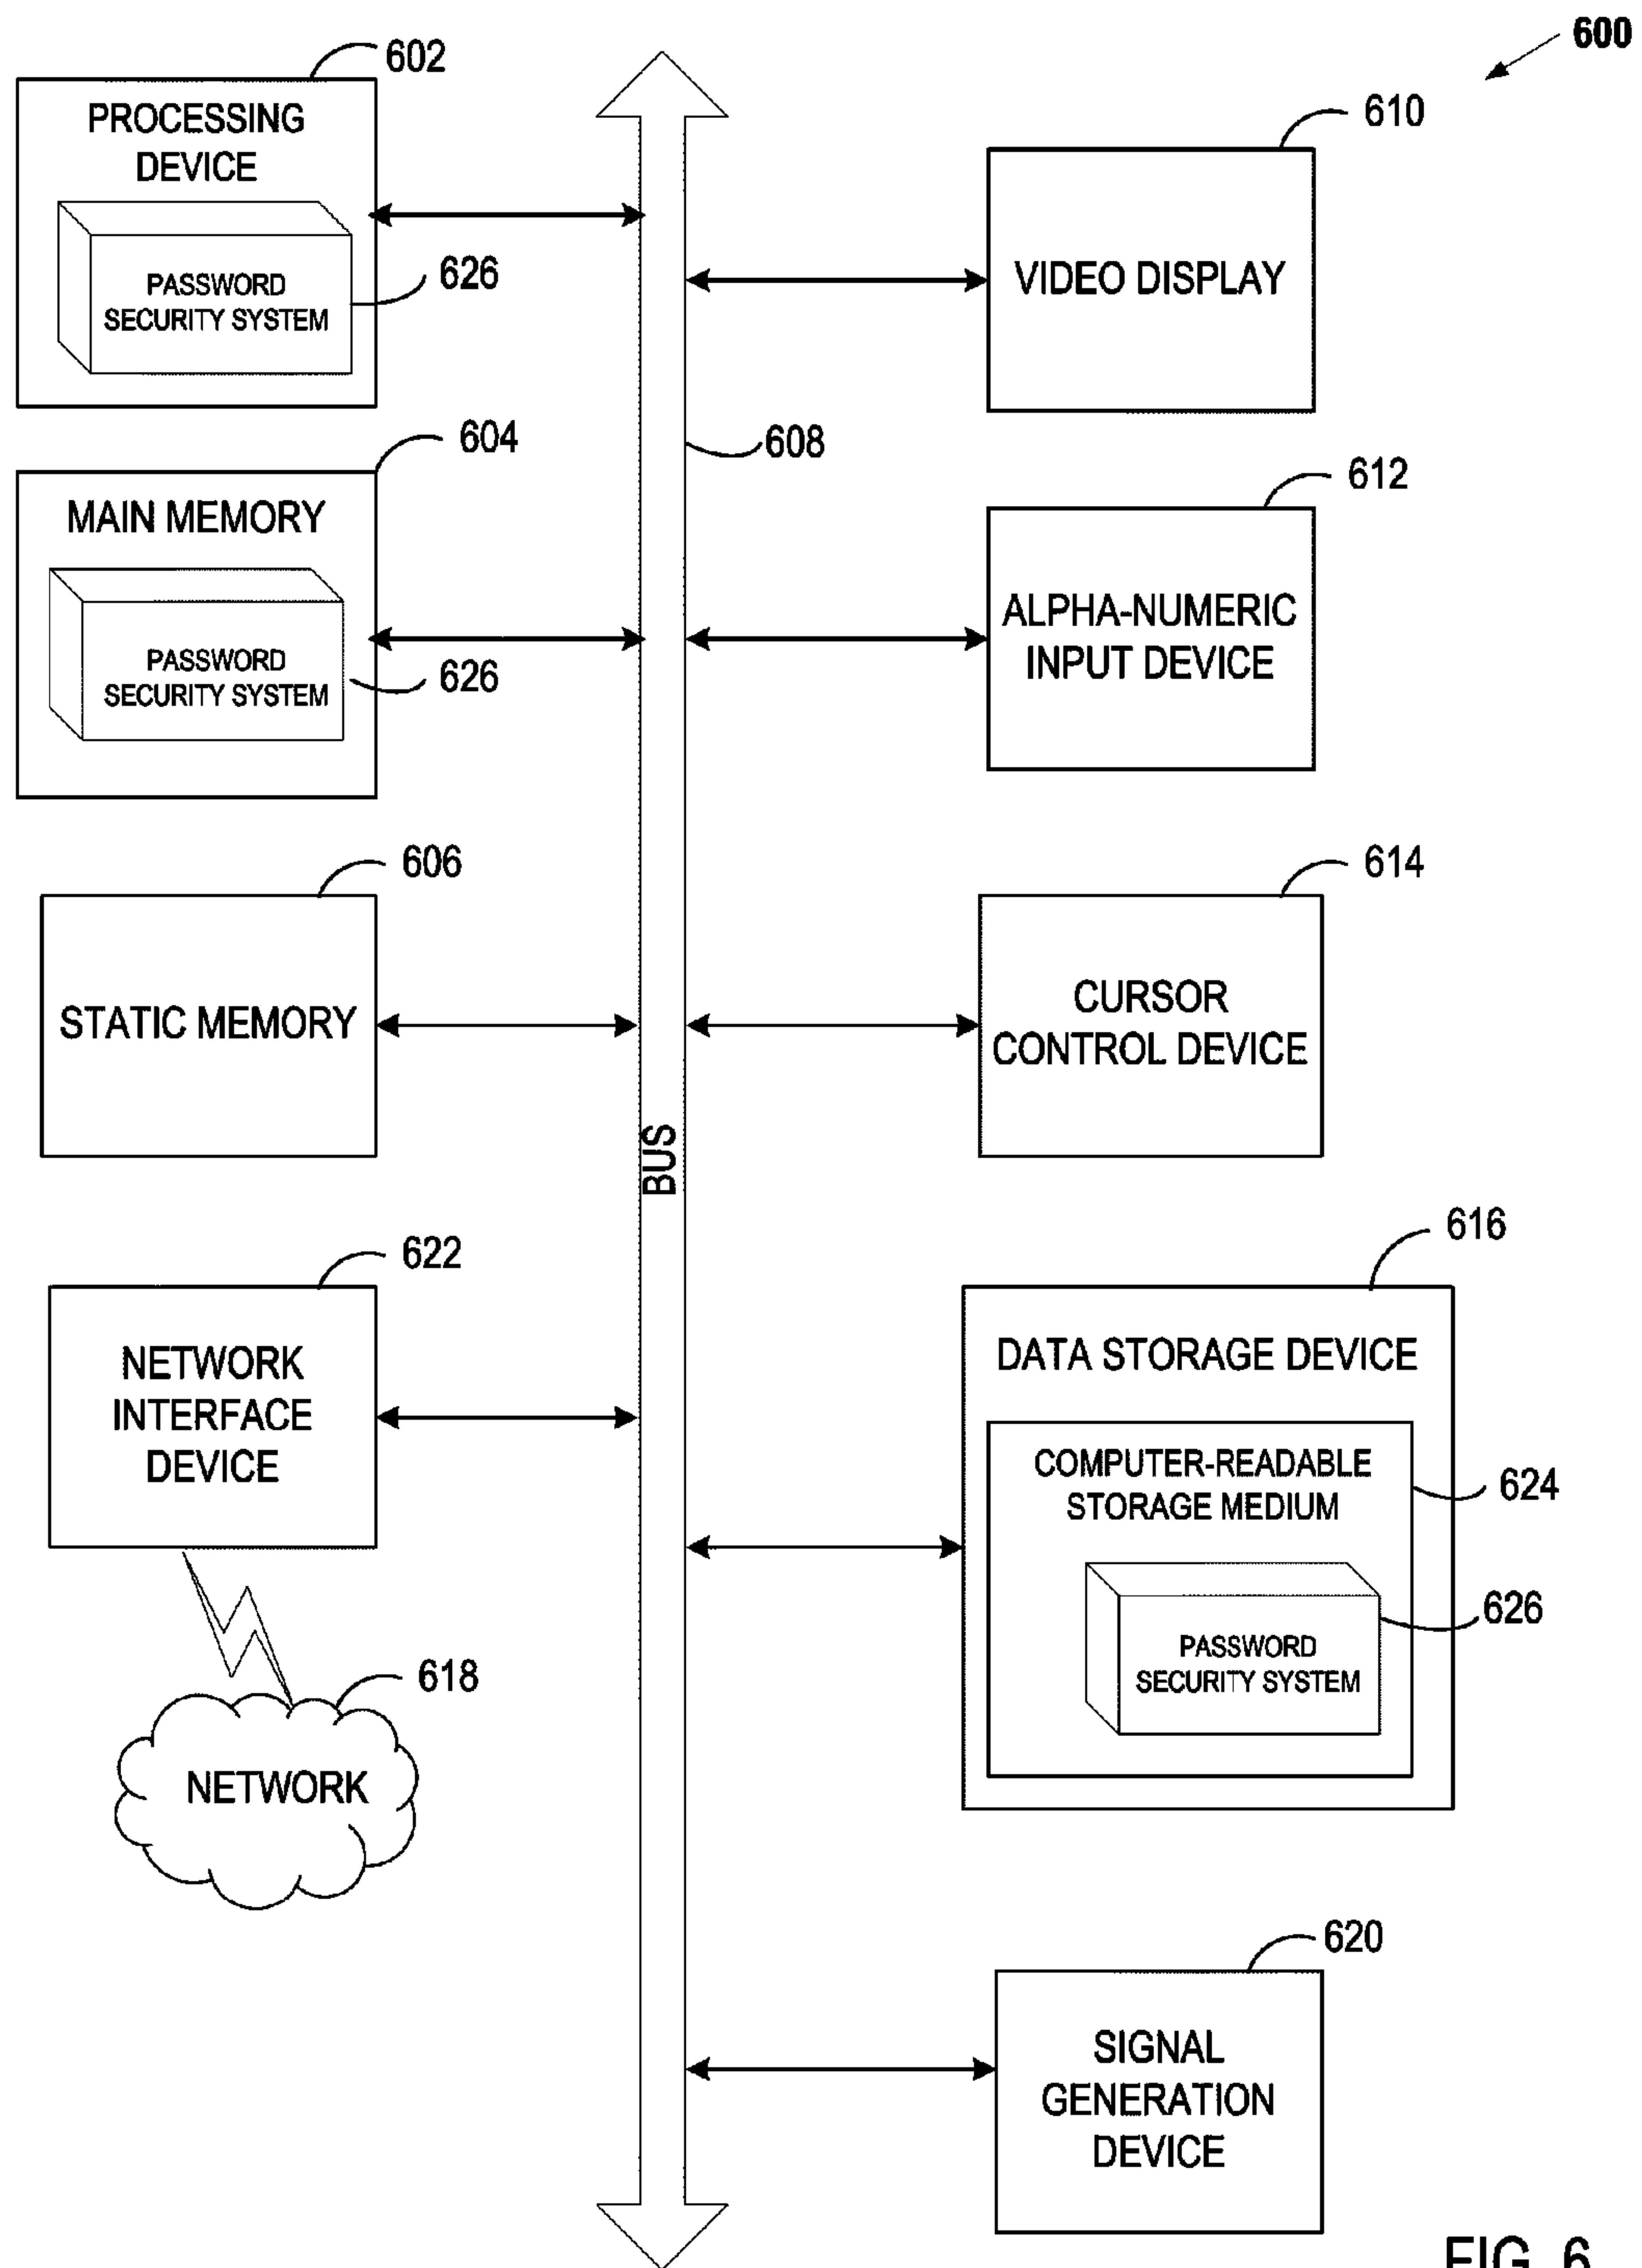 600
602
PROCESSING
DEVICE
PASSWORD
SECURITY SYSTEM
626
610
VIDEO DISPLAY
604
MAIN MEMORY
PASSWORD
SECURITY SYSTEM
626
608
612
ALPHA-NUMERIC
INPUT DEVICE
606
STATIC MEMORY
614
CURSOR
CONTROL DEVICE
BUS
622
NETWORK
INTERFACE
DEVICE
616
DATA STORAGE DEVICE
COMPUTER-READABLE
STORAGE MEDIUM
624
PASSWORD
SECURITY SYSTEM
626
618
NETWORK
620
SIGNAL
GENERATION
DEVICE
FIG. 6